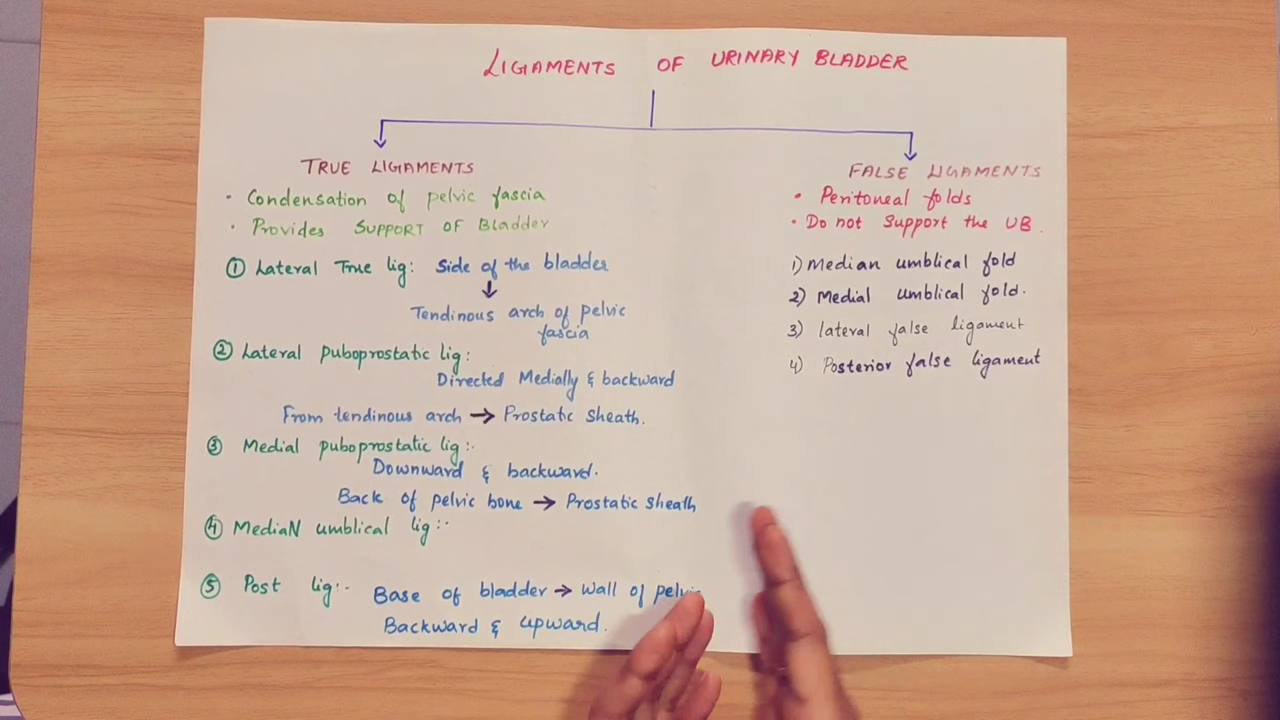 LIGAMENTS OF URINARY BLADDER
TRUE LIGAMENTS
• Condensation of pelvic fascia
• Provides SUPPORT OF Bladder
① Lateral True lig: Side of the bladder
↓
Tendinous arch of pelvic
fascia
② Lateral puboprostatic lig:
Directed Medially & backward
From tendinous arch → Prostatic Sheath.
③ Medial puboprostatic lig:-
Downward & backward.
Back of pelvic bone → Prostatic Sheath
④ MediaN umblical lig:-
⑤ Post lig:- Base of bladder → Wall of pelvis
Backward & upward.
FALSE LIGAMENTS
• Peritoneal folds
• Do not Support the UB.
1) Median umblical fold
2) Medial umblical fold.
3) lateral false ligament
4) Posterior false ligament